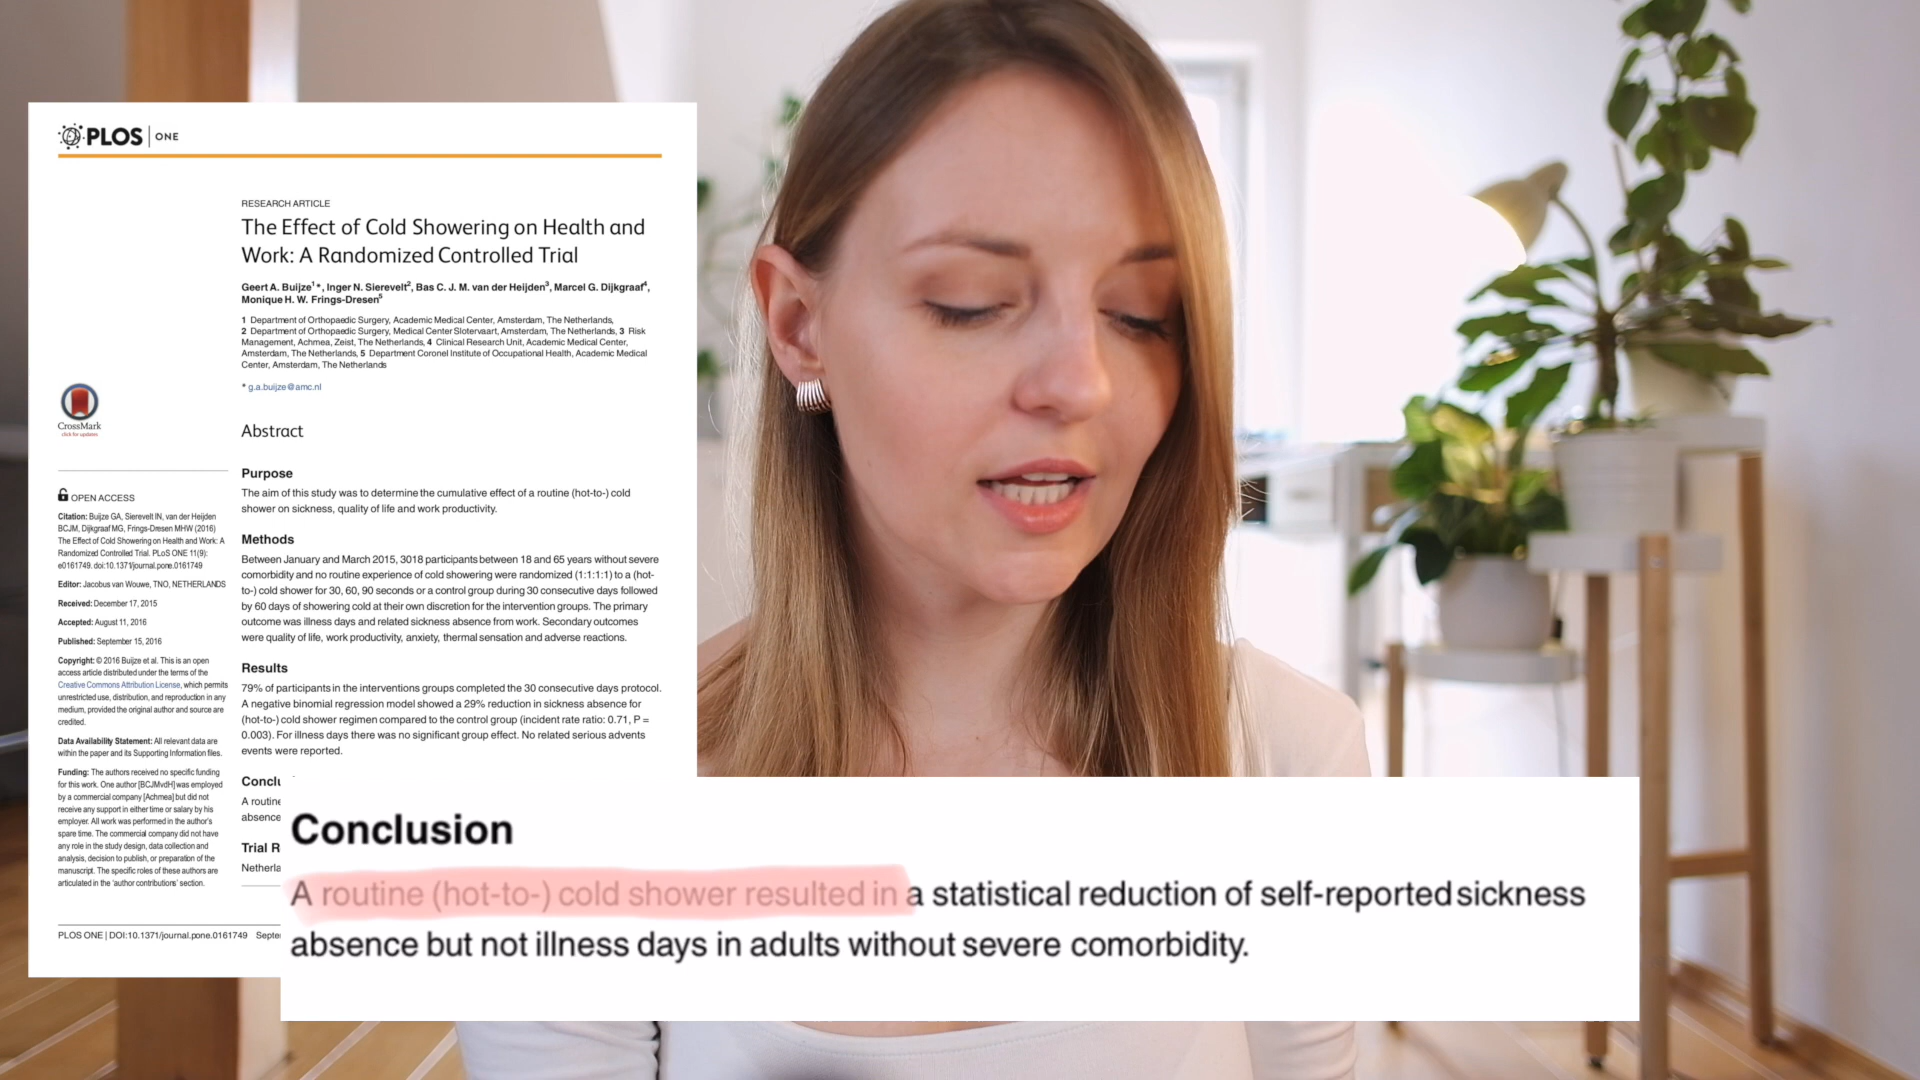 PLOS ONE
RESEARCH ARTICLE
The Effect of Cold Showering on Health and
Work: A Randomized Controlled Trial
Geert A. Buijze1*, Inger N. Sierevelt2, Bas C. J. M. van der Heijden3, Marcel G. Dijkgraaf4,
Monique H. W. Frings-Dresen5
1 Department of Orthopaedic Surgery, Academic Medical Center, Amsterdam, The Netherlands,
2 Department of Orthopaedic Surgery, Medical Center Slotervaart, Amsterdam, The Netherlands, 3 Risk
Management, Achmea, Zeist, The Netherlands, 4 Clinical Research Unit, Academic Medical Center,
Amsterdam, The Netherlands, 5 Department Coronel Institute of Occupational Health, Academic Medical
Center, Amsterdam, The Netherlands
* g.a.buijze@amc.nl
CrossMark
click for updates
Abstract
Purpose
The aim of this study was to determine the cumulative effect of a routine (hot-to-) cold
shower on sickness, quality of life and work productivity.
Methods
Between January and March 2015, 3018 participants between 18 and 65 years without severe
comorbidity and no routine experience of cold showering were randomized (1:1:1:1) to a (hot-
to-) cold shower for 30, 60, 90 seconds or a control group during 30 consecutive days followed
by 60 days of showering cold at their own discretion for the intervention groups. The primary
outcome was illness days and related sickness absence from work. Secondary outcomes
were quality of life, work productivity, anxiety, thermal sensation and adverse reactions.
Results
79% of participants in the interventions groups completed the 30 consecutive days protocol.
A negative binomial regression model showed a 29% reduction in sickness absence for
(hot-to-) cold shower regimen compared to the control group (incident rate ratio: 0.71, P =
0.003). For illness days there was no significant group effect. No related serious advents
events were reported.
Conclu
A routine
absence
Trial R
Netherla
OPEN ACCESS
Citation: Buijze GA, Sierevelt IN, van der Heijden
BCJM, Dijkgraaf MG, Frings-Dresen MHW (2016)
The Effect of Cold Showering on Health and Work: A
Randomized Controlled Trial. PLoS ONE 11(9):
e0161749. doi:10.1371/journal.pone.0161749
Editor: Jacobus van Wouwe, TNO, NETHERLANDS
Received: December 17, 2015
Accepted: August 11, 2016
Published: September 15, 2016
Copyright: © 2016 Buijze et al. This is an open
access article distributed under the terms of the
Creative Commons Attribution License, which permits
unrestricted use, distribution, and reproduction in any
medium, provided the original author and source are
credited.
Data Availability Statement: All relevant data are
within the paper and its Supporting Information files.
Funding: The authors received no specific funding
for this work. One author [BCJMvdH] was employed
by a commercial company [Achmea] but did not
receive any support in either time or salary by his
employer. All work was performed in the author's
spare time. The commercial company did not have
any role in the study design, data collection and
analysis, decision to publish, or preparation of the
manuscript. The specific roles of these authors are
articulated in the 'author contributions' section.
PLOS ONE | DOI:10.1371/journal.pone.0161749 Septe
Conclusion
A routine (hot-to-) cold shower resulted in a statistical reduction of self-reported sickness
absence but not illness days in adults without severe comorbidity.